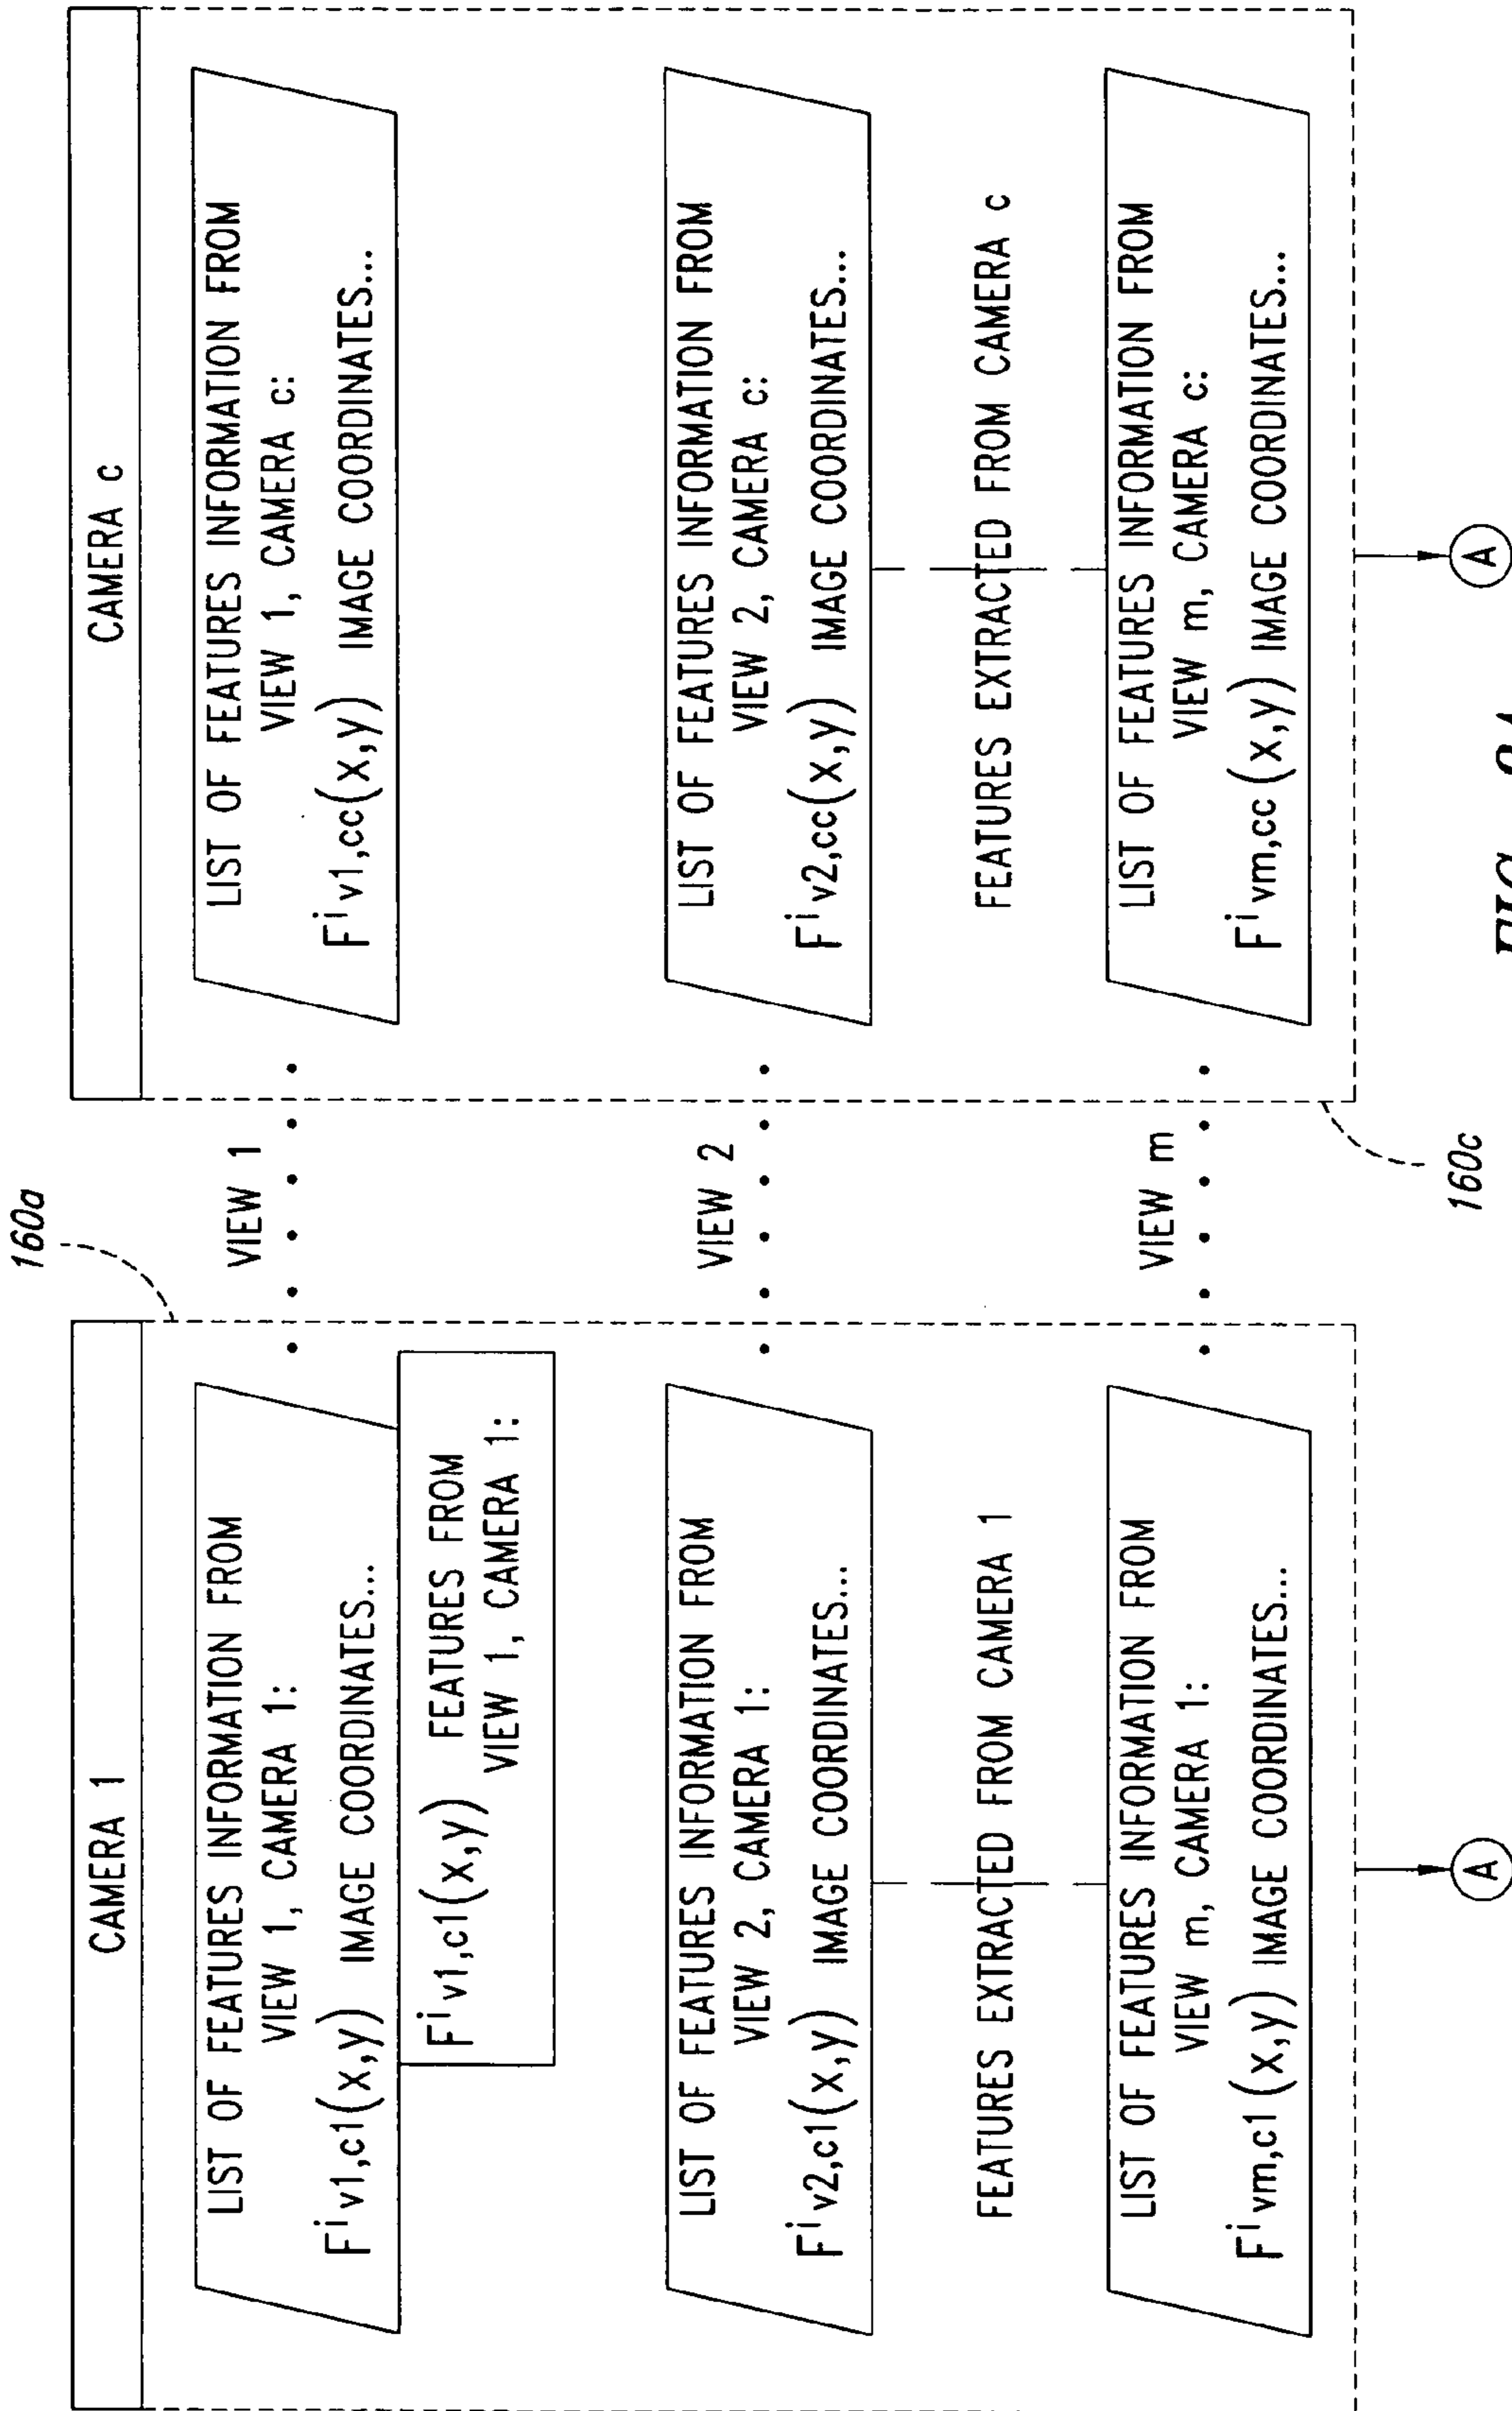 160a
CAMERA 1
LIST OF FEATURES INFORMATION FROM
VIEW 1, CAMERA 1:
Fⁱv1,c1(x,y) IMAGE COORDINATES...
Fⁱv1,c1(x,y) FEATURES FROM
VIEW 1, CAMERA 1:
LIST OF FEATURES INFORMATION FROM
VIEW 2, CAMERA 1:
Fⁱv2,c1(x,y) IMAGE COORDINATES...
FEATURES EXTRACTED FROM CAMERA 1
LIST OF FEATURES INFORMATION FROM
VIEW m, CAMERA 1:
Fⁱvm,c1(x,y) IMAGE COORDINATES...
A
VIEW 1
VIEW 2
VIEW m
CAMERA c
LIST OF FEATURES INFORMATION FROM
VIEW 1, CAMERA c:
Fⁱv1,cc(x,y) IMAGE COORDINATES...
LIST OF FEATURES INFORMATION FROM
VIEW 2, CAMERA c:
Fⁱv2,cc(x,y) IMAGE COORDINATES...
FEATURES EXTRACTED FROM CAMERA c
LIST OF FEATURES INFORMATION FROM
VIEW m, CAMERA c:
Fⁱvm,cc(x,y) IMAGE COORDINATES...
160c
A